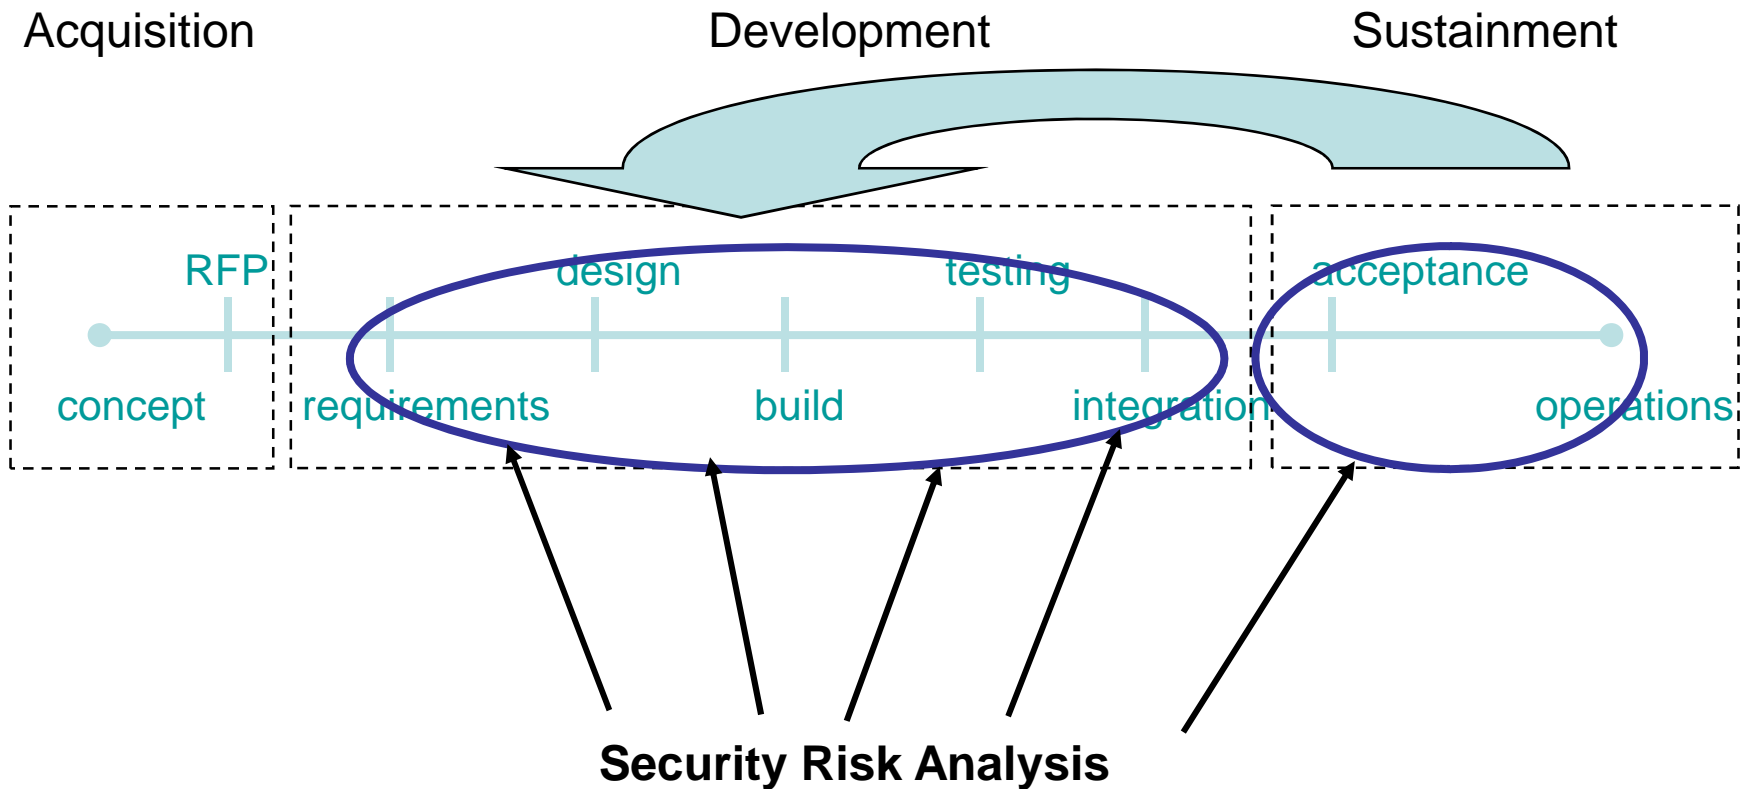 Acquisition Development Sustainment
RFP design testing acceptance
concept requirements build integration operations
Security Risk Analysis